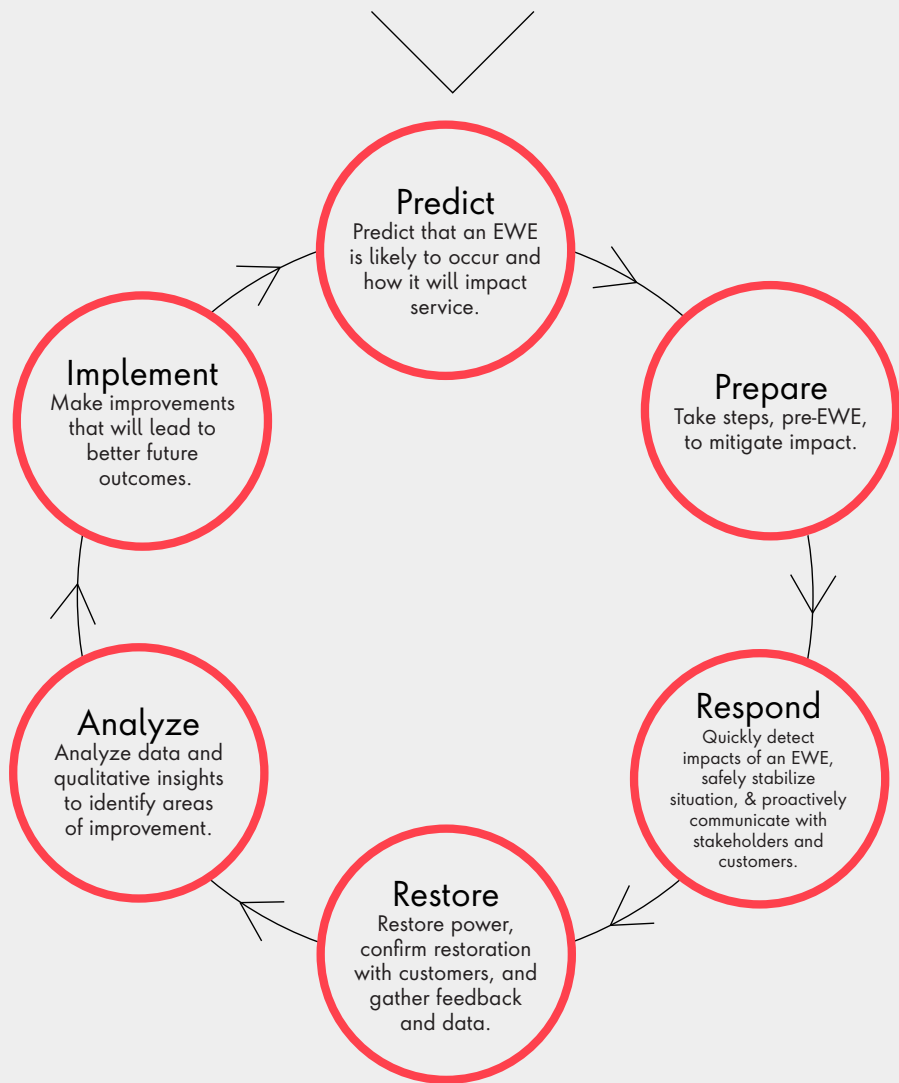 Predict
Predict that an EWE
is likely to occur and
how it will impact
service.
Prepare
Take steps, pre-EWE,
to mitigate impact.
Respond
Quickly detect
impacts of an EWE,
safely stabilize
situation, & proactively
communicate with
stakeholders and
customers.
Restore
Restore power,
confirm restoration
with customers, and
gather feedback
and data.
Analyze
Analyze data and
qualitative insights
to identify areas
of improvement.
Implement
Make improvements
that will lead to
better future
outcomes.